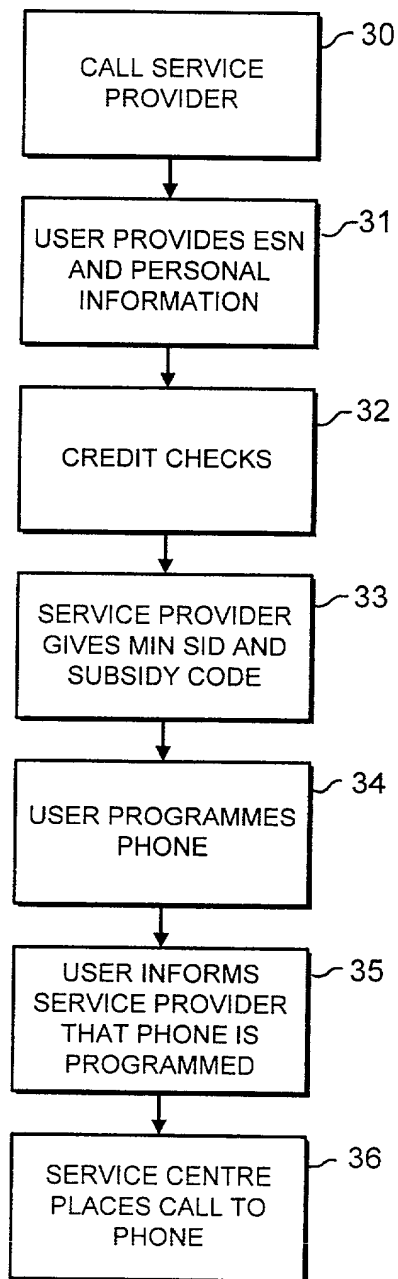 30
CALL SERVICE
PROVIDER
31
USER PROVIDES ESN
AND PERSONAL
INFORMATION
32
CREDIT CHECKS
33
SERVICE PROVIDER
GIVES MIN SID AND
SUBSIDY CODE
34
USER PROGRAMMES
PHONE
35
USER INFORMS
SERVICE PROVIDER
THAT PHONE IS
PROGRAMMED
36
SERVICE CENTRE
PLACES CALL TO
PHONE